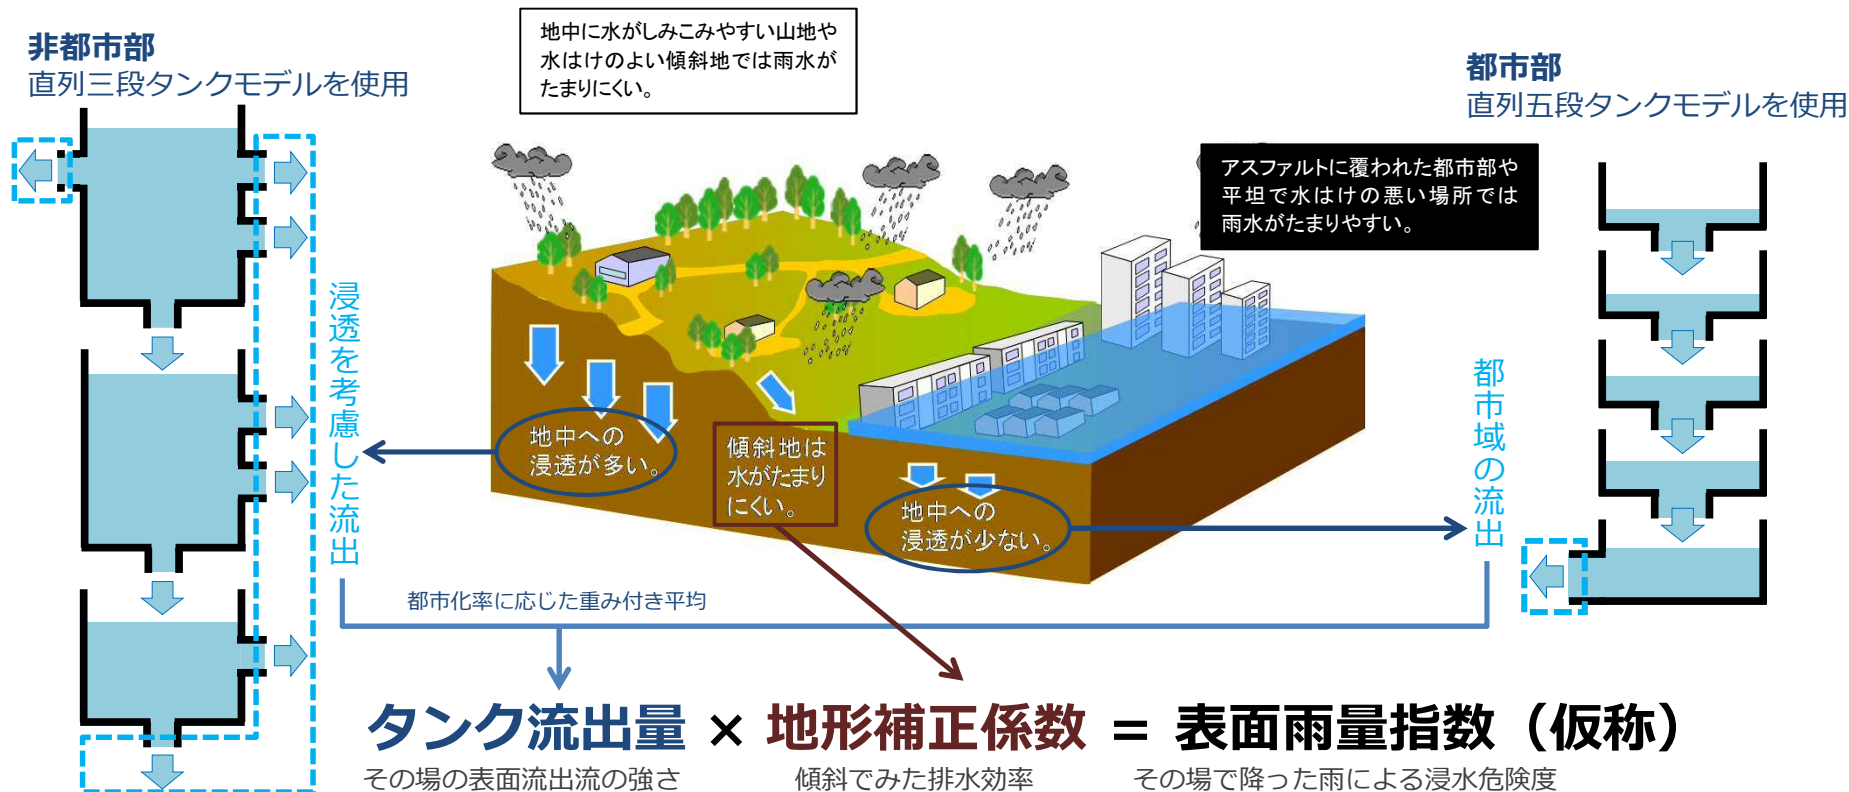 非都市部
直列三段タンクモデルを使用
地中に水がしみこみやすい山地や
水はけのよい傾斜地では雨水が
たまりにくい。
都市部
直列五段タンクモデルを使用
アスファルトに覆われた都市部や
平坦で水はけの悪い場所では
雨水がたまりやすい。
浸透を考慮した流出
地中への
浸透が多い。
傾斜地は
水がたまり
にくい。
地中への
浸透が少ない。
都市域の流出
都市化率に応じた重み付き平均
タンク流出量 × 地形補正係数 = 表面雨量指数（仮称）
その場の表面流出流の強さ
傾斜でみた排水効率
その場で降った雨による浸水危険度